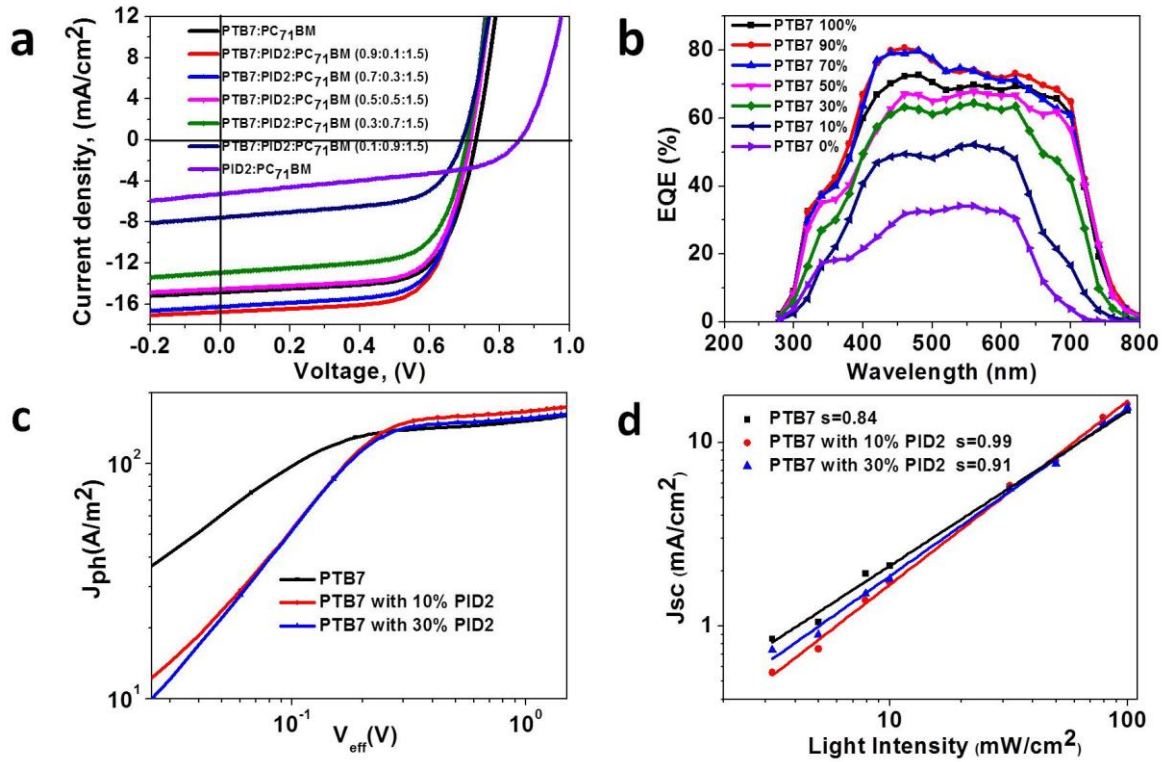 a
Current density, (mA/cm²)
12
8
4
0
-4
-8
-12
-16
PTB7:PC₇₁BM
PTB7:PID2:PC₇₁BM (0.9:0.1:1.5)
PTB7:PID2:PC₇₁BM (0.7:0.3:1.5)
PTB7:PID2:PC₇₁BM (0.5:0.5:1.5)
PTB7:PID2:PC₇₁BM (0.3:0.7:1.5)
PTB7:PID2:PC₇₁BM (0.1:0.9:1.5)
PID2:PC₇₁BM
-0.2 0.0 0.2 0.4 0.6 0.8 1.0
Voltage, (V)
b
EQE (%)
80
60
40
20
0
PTB7 100%
PTB7 90%
PTB7 70%
PTB7 50%
PTB7 30%
PTB7 10%
PTB7 0%
200 300 400 500 600 700 800
Wavelength (nm)
c
Jph(A/m²)
10²
10¹
PTB7
PTB7 with 10% PID2
PTB7 with 30% PID2
10⁻¹ 10⁰
V_eff(V)
d
Jsc (mA/cm²)
10
1
PTB7 s=0.84
PTB7 with 10% PID2 s=0.99
PTB7 with 30% PID2 s=0.91
10 100
Light Intensity (mW/cm²)